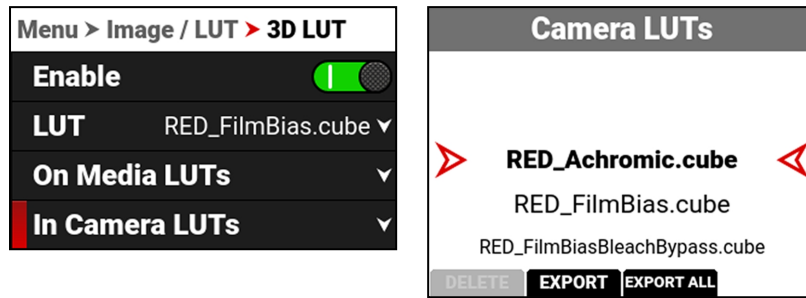 Menu > Image / LUT > 3D LUT
Enable
LUT RED_FilmBias.cube
On Media LUTs
In Camera LUTs
Camera LUTs
RED_Achromic.cube
RED_FilmBias.cube
RED_FilmBiasBleachBypass.cube
DELETE EXPORT EXPORT ALL